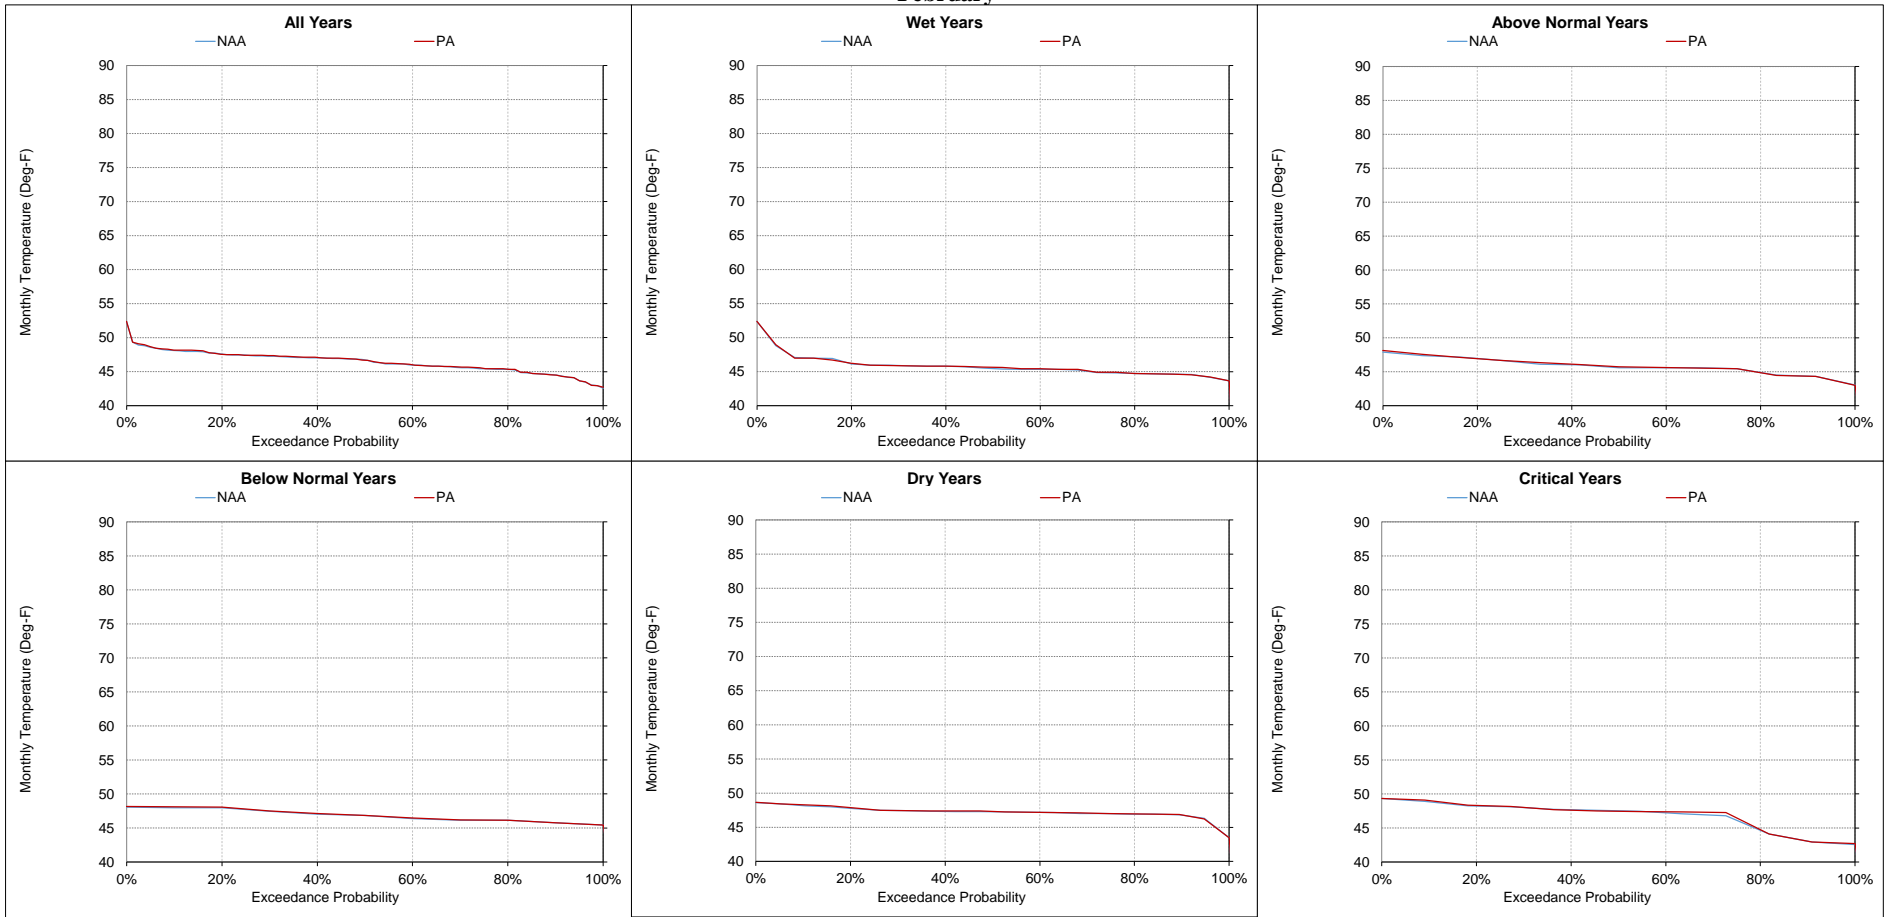 All Years
NAA PA
90
85
80
75
70
65
60
55
50
45
40
Monthly Temperature (Deg-F)
0% 20% 40% 60% 80% 100%
Exceedance Probability
Wet Years
NAA PA
90
85
80
75
70
65
60
55
50
45
40
Monthly Temperature (Deg-F)
0% 20% 40% 60% 80% 100%
Exceedance Probability
Above Normal Years
NAA PA
90
85
80
75
70
65
60
55
50
45
40
Monthly Temperature (Deg-F)
0% 20% 40% 60% 80% 100%
Exceedance Probability
Below Normal Years
NAA PA
90
85
80
75
70
65
60
55
50
45
40
Monthly Temperature (Deg-F)
0% 20% 40% 60% 80% 100%
Exceedance Probability
Dry Years
NAA PA
90
85
80
75
70
65
60
55
50
45
40
Monthly Temperature (Deg-F)
0% 20% 40% 60% 80% 100%
Exceedance Probability
Critical Years
NAA PA
90
85
80
75
70
65
60
55
50
45
40
Monthly Temperature (Deg-F)
0% 20% 40% 60% 80% 100%
Exceedance Probability